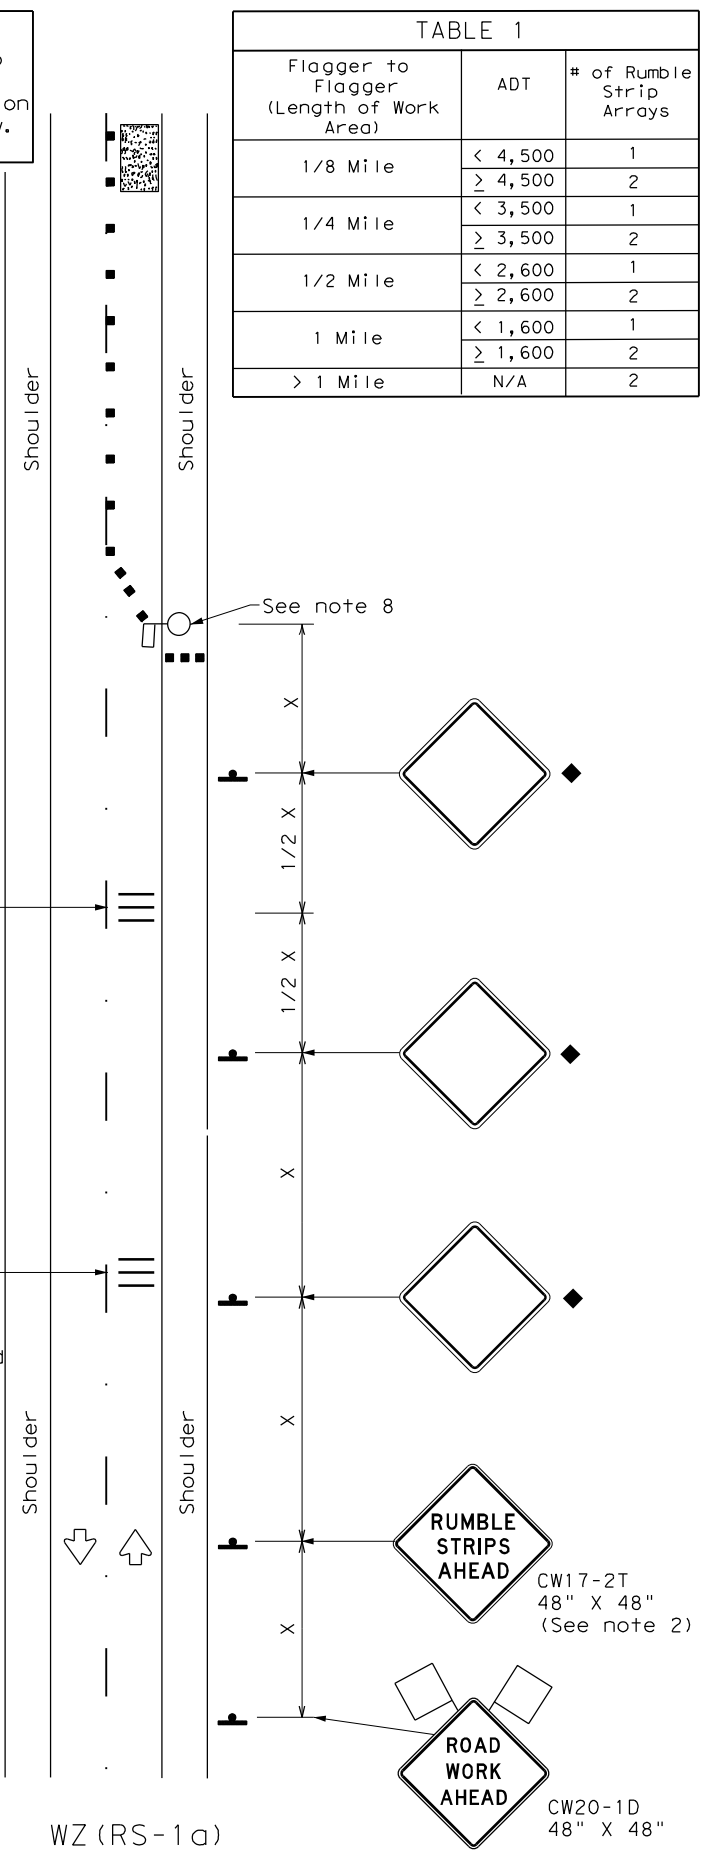 on
TABLE 1
Flagger to
Flagger
(Length of Work
Area)
ADT
# of Rumble
Strip
Arrays
1/8 Mile
< 4,500
1
≥ 4,500
2
1/4 Mile
< 3,500
1
≥ 3,500
2
1/2 Mile
< 2,600
1
≥ 2,600
2
1 Mile
< 1,600
1
≥ 1,600
2
> 1 Mile
N/A
2
Shoulder
Shoulder
See note 8
X
1/2 X
1/2 X
X
X
Shoulder
Shoulder
RUMBLE
STRIPS
AHEAD
CW17-2T
48" X 48"
(See note 2)
X
ROAD
WORK
AHEAD
CW20-1D
48" X 48"
WZ(RS-1a)